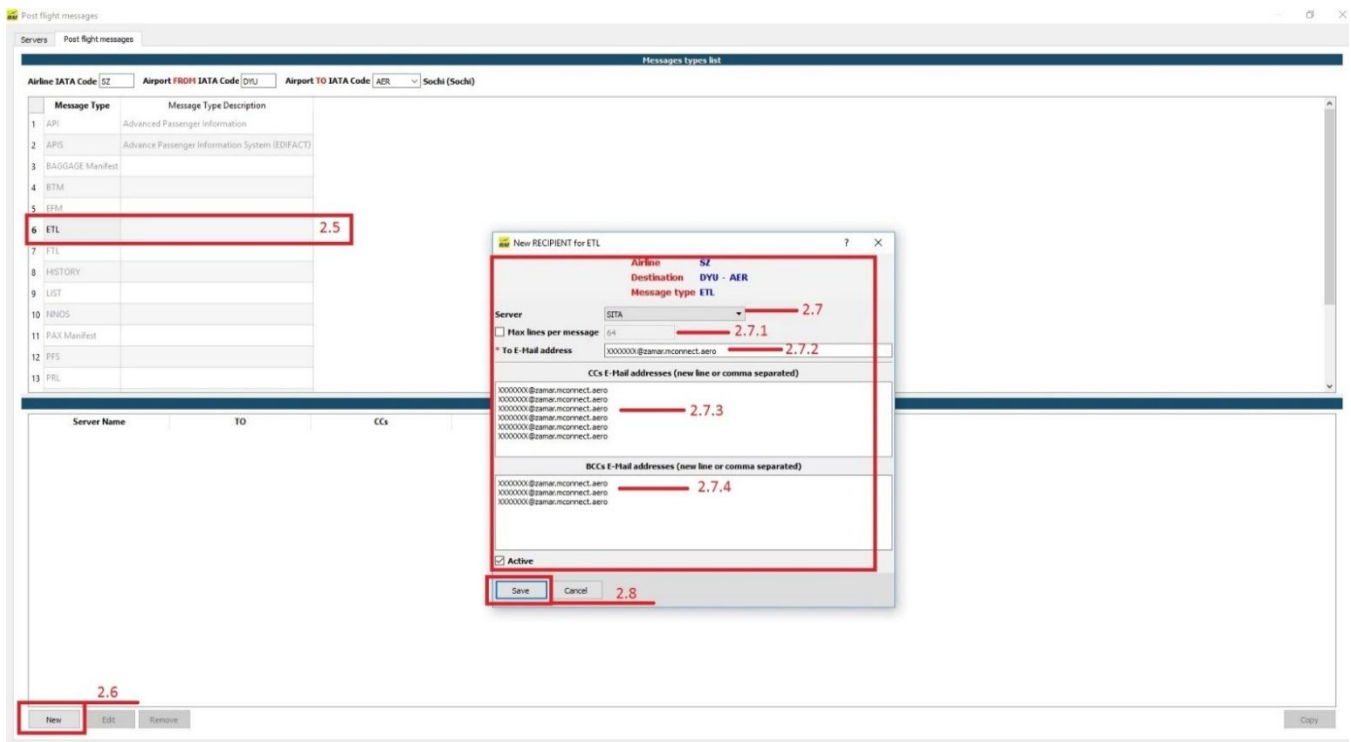 Post flight messages
Servers Post flight messages
Messages types list
Airline IATA Code SZ Airport FROM IATA Code DYU Airport TO IATA Code AER Sochi (Sochi)
Message Type Message Type Description
1 API Advanced Passenger Information
2 APIS Advance Passenger Information System (EDIFACT)
3 BAGGAGE Manifest
4 BTM
5 EFM
6 ETL 2.5
7 FTL
8 HISTORY
9 LIST
10 NNOS
11 PAX Manifest
12 PFS
13 PRL
Server Name TO CCs
New RECIPIENT for ETL ? X
Airline SZ
Destination DYU - AER
Message type ETL
Server SITA 2.7
Max lines per message 64 2.7.1
* To E-Mail address XXXXXXX@zamar.mconnect.aero 2.7.2
CCs E-Mail addresses (new line or comma separated)
XXXXXXX@zamar.mconnect.aero
XXXXXXX@zamar.mconnect.aero
XXXXXXX@zamar.mconnect.aero 2.7.3
XXXXXXX@zamar.mconnect.aero
XXXXXXX@zamar.mconnect.aero
XXXXXXX@zamar.mconnect.aero
BCCs E-Mail addresses (new line or comma separated)
XXXXXXX@zamar.mconnect.aero
XXXXXXX@zamar.mconnect.aero 2.7.4
XXXXXXX@zamar.mconnect.aero
Active
Save Cancel 2.8
2.6
New Edit Remove Copy